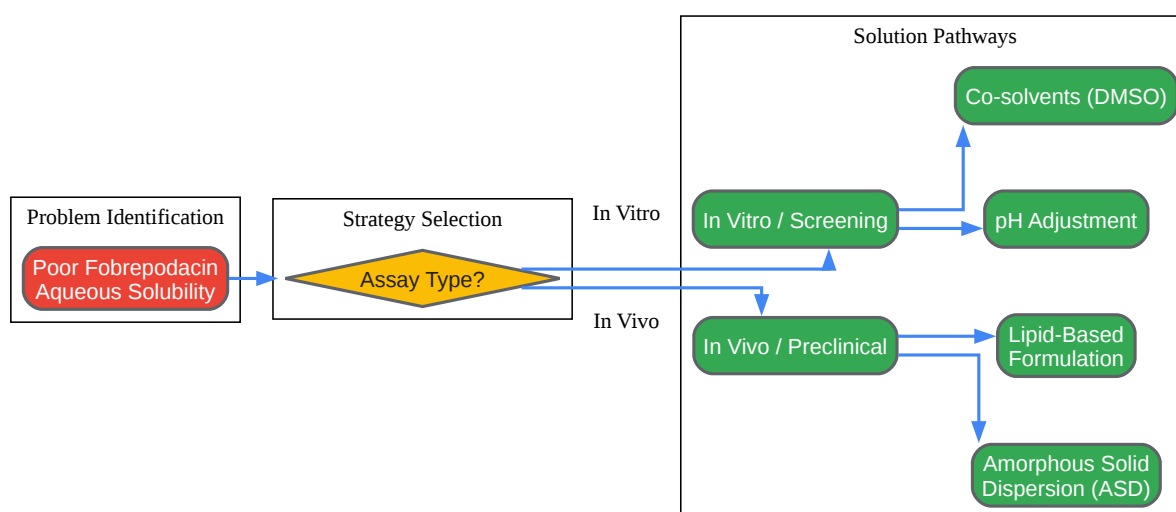 Solution Pathways
Co-solvents (DMSO)
Problem Identification
Strategy Selection
In Vitro
In Vitro / Screening
pH Adjustment
Poor Fobrepodacin
Aqueous Solubility
Assay Type?
In Vivo
In Vivo / Preclinical
Lipid-Based
Formulation
Amorphous Solid
Dispersion (ASD)